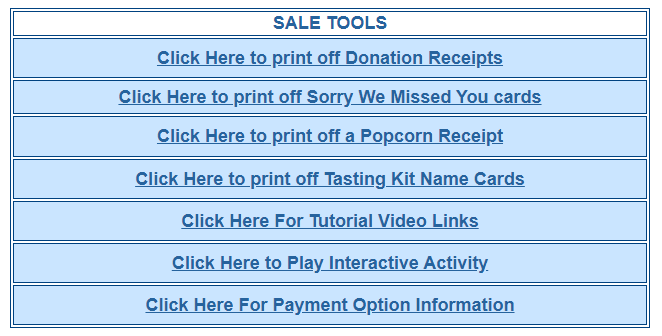 SALE TOOLS
Click Here to print off Donation Receipts
Click Here to print off Sorry We Missed You cards
Click Here to print off a Popcorn Receipt
Click Here to print off Tasting Kit Name Cards
Click Here For Tutorial Video Links
Click Here to Play Interactive Activity
Click Here For Payment Option Information